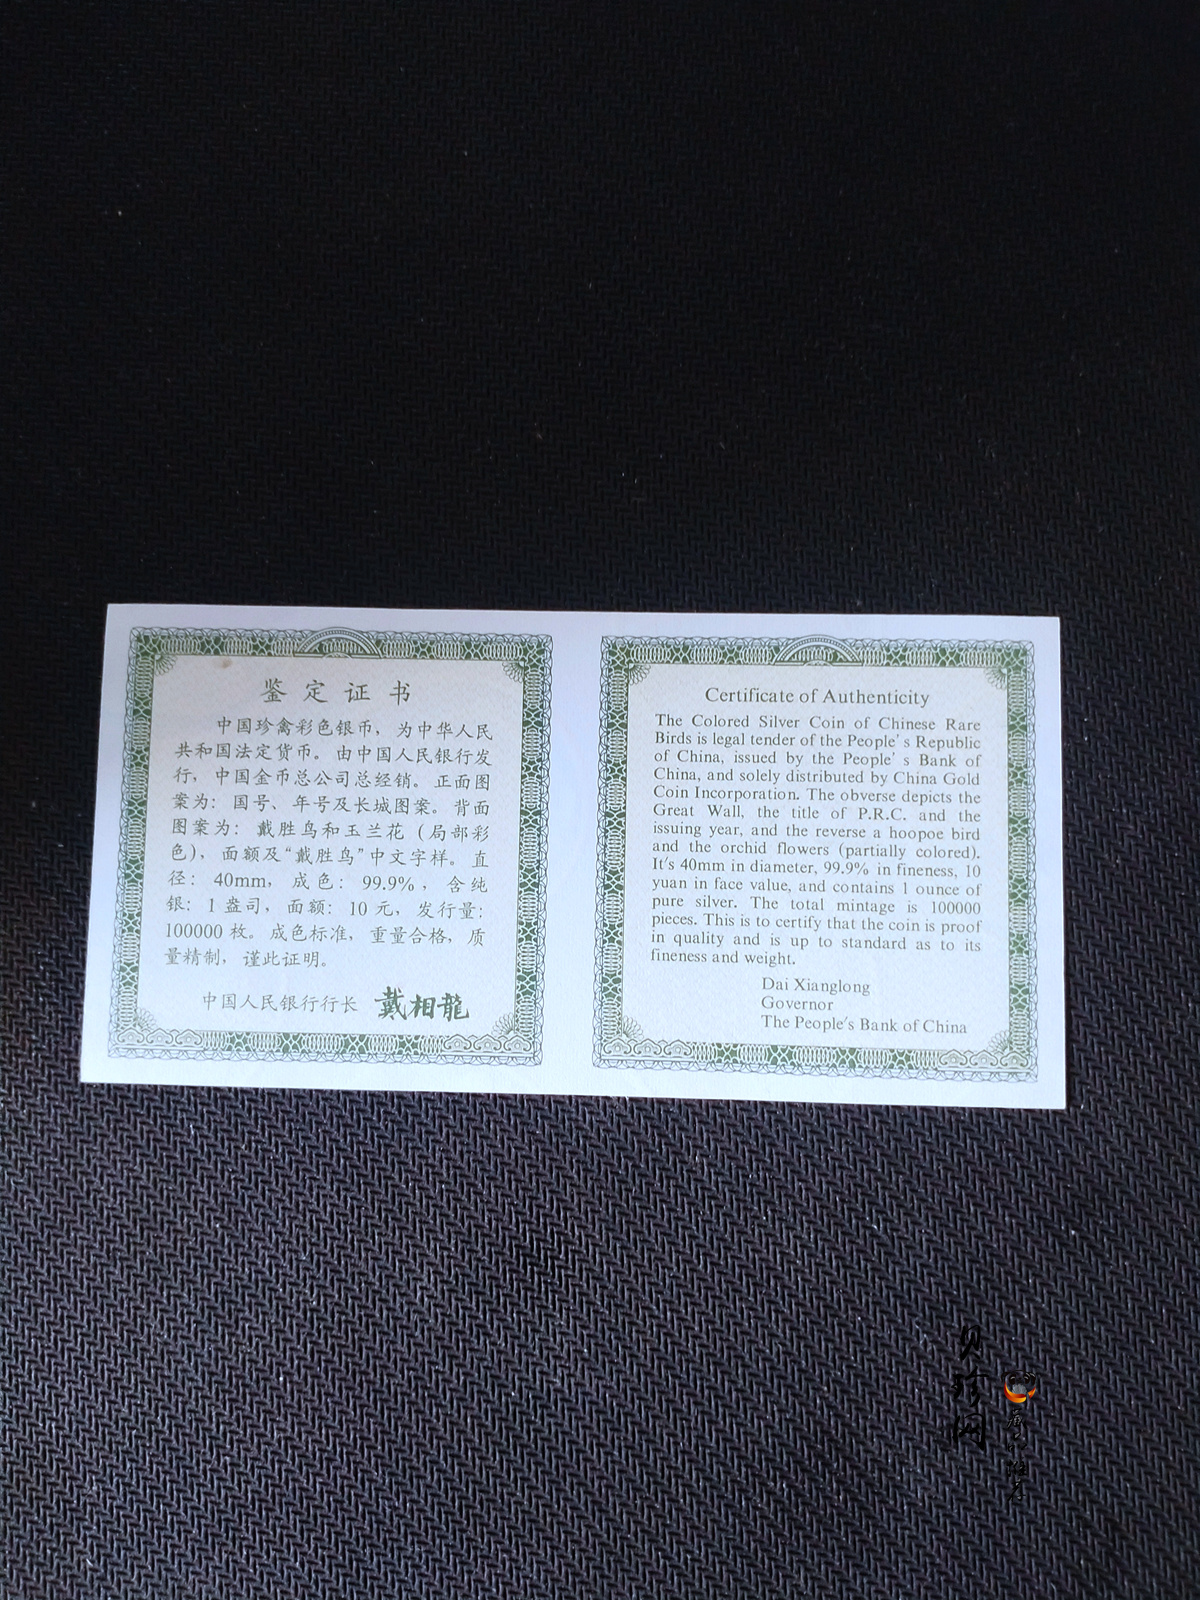 鉴定证书
中国珍禽彩色银币，为中华人民
共和国法定货币。由中国人民银行发
行，中国金币总公司总经销。正面图
案为：国号、年号及长城图案。背面
图案为：戴胜鸟和玉兰花（局部彩
色），面额及“戴胜鸟”中文字样。直
径：40mm，成色：99.9%，含纯
银：1盎司，面额：10元，发行量：
100000枚。成色标准，重量合格，质
量精制，谨此证明。
中国人民银行行长 戴相龍
Certificate of Authenticity
The Colored Silver Coin of Chinese Rare
Birds is legal tender of the People's Republic
of China, issued by the People's Bank of
China, and solely distributed by China Gold
Coin Incorporation. The obverse depicts the
Great Wall, the title of P.R.C. and the
issuing year, and the reverse a hoopoe bird
and the orchid flowers (partially colored).
It's 40mm in diameter, 99.9% in fineness, 10
yuan in face value, and contains 1 ounce of
pure silver. The total mintage is 100000
pieces. This is to certify that the coin is proof
in quality and is up to standard as to its
fineness and weight.
Dai Xianglong
Governor
The People's Bank of China
贝珍网